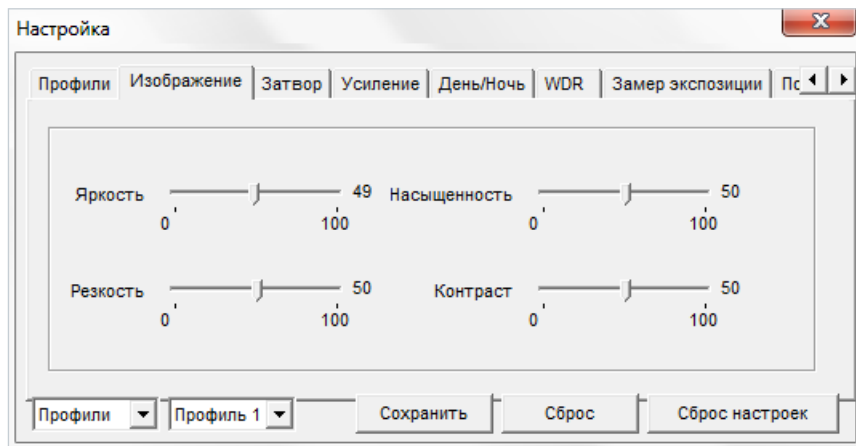 Настройка
Профили Изображение Затвор Усиление День/Ночь WDR Замер экспозиции
Яркость 49 Насыщенность 50
0 100 0 100
Резкость 50 Контраст 50
0 100 0 100
Профили Профиль 1 Сохранить Сброс Сброс настроек